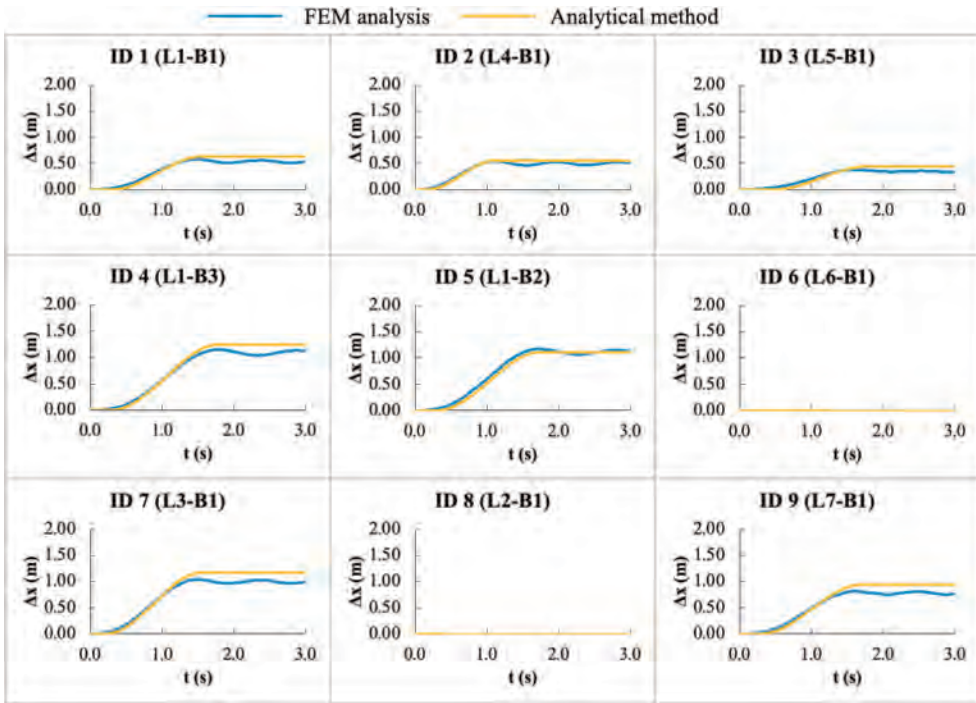 FEM analysis Analytical method
ID 1 (L1-B1)
2.00
1.50
1.00
0.50
0.00
Δx (m)
0.0 1.0 2.0 3.0
t (s)
ID 2 (L4-B1)
2.00
1.50
1.00
0.50
0.00
Δx (m)
0.0 1.0 2.0 3.0
t (s)
ID 3 (L5-B1)
2.00
1.50
1.00
0.50
0.00
Δx (m)
0.0 1.0 2.0 3.0
t (s)
ID 4 (L1-B3)
2.00
1.50
1.00
0.50
0.00
Δx (m)
0.0 1.0 2.0 3.0
t (s)
ID 5 (L1-B2)
2.00
1.50
1.00
0.50
0.00
Δx (m)
0.0 1.0 2.0 3.0
t (s)
ID 6 (L6-B1)
2.00
1.50
1.00
0.50
0.00
Δx (m)
0.0 1.0 2.0 3.0
t (s)
ID 7 (L3-B1)
2.00
1.50
1.00
0.50
0.00
Δx (m)
0.0 1.0 2.0 3.0
t (s)
ID 8 (L2-B1)
2.00
1.50
1.00
0.50
0.00
Δx (m)
0.0 1.0 2.0 3.0
t (s)
ID 9 (L7-B1)
2.00
1.50
1.00
0.50
0.00
Δx (m)
0.0 1.0 2.0 3.0
t (s)